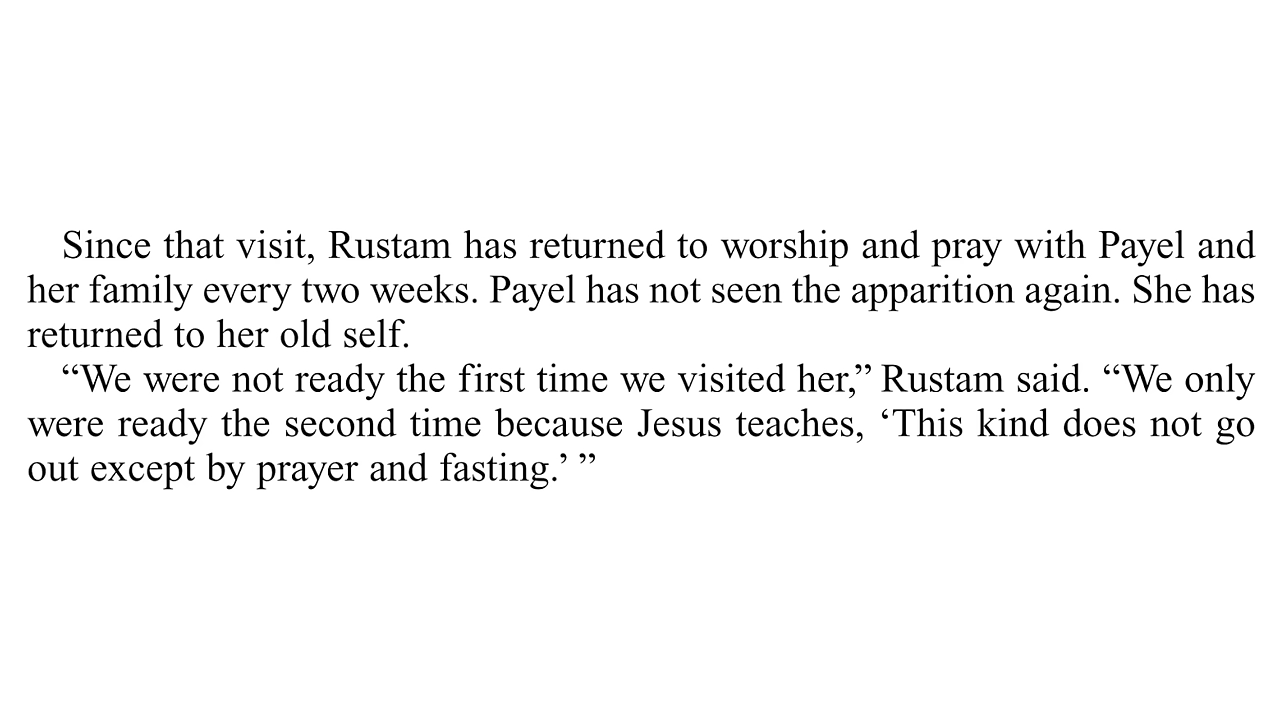 Since that visit, Rustam has returned to worship and pray with Payel and
her family every two weeks. Payel has not seen the apparition again. She has
returned to her old self.
“We were not ready the first time we visited her,” Rustam said. “We only
were ready the second time because Jesus teaches, ‘This kind does not go
out except by prayer and fasting.’ ”